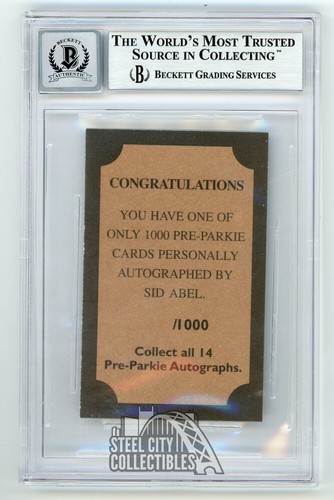 BECKETT
B
AUTHENTIC
THE WORLD'S MOST TRUSTED
SOURCE IN COLLECTING™
B BECKETT GRADING SERVICES
CONGRATULATIONS
YOU HAVE ONE OF
ONLY 1000 PRE-PARKIE
CARDS PERSONALLY
AUTOGRAPHED BY
SID ABEL.
/1000
Collect all 14
Pre-Parkie Autographs.
STEEL CITY
COLLECTIBLES